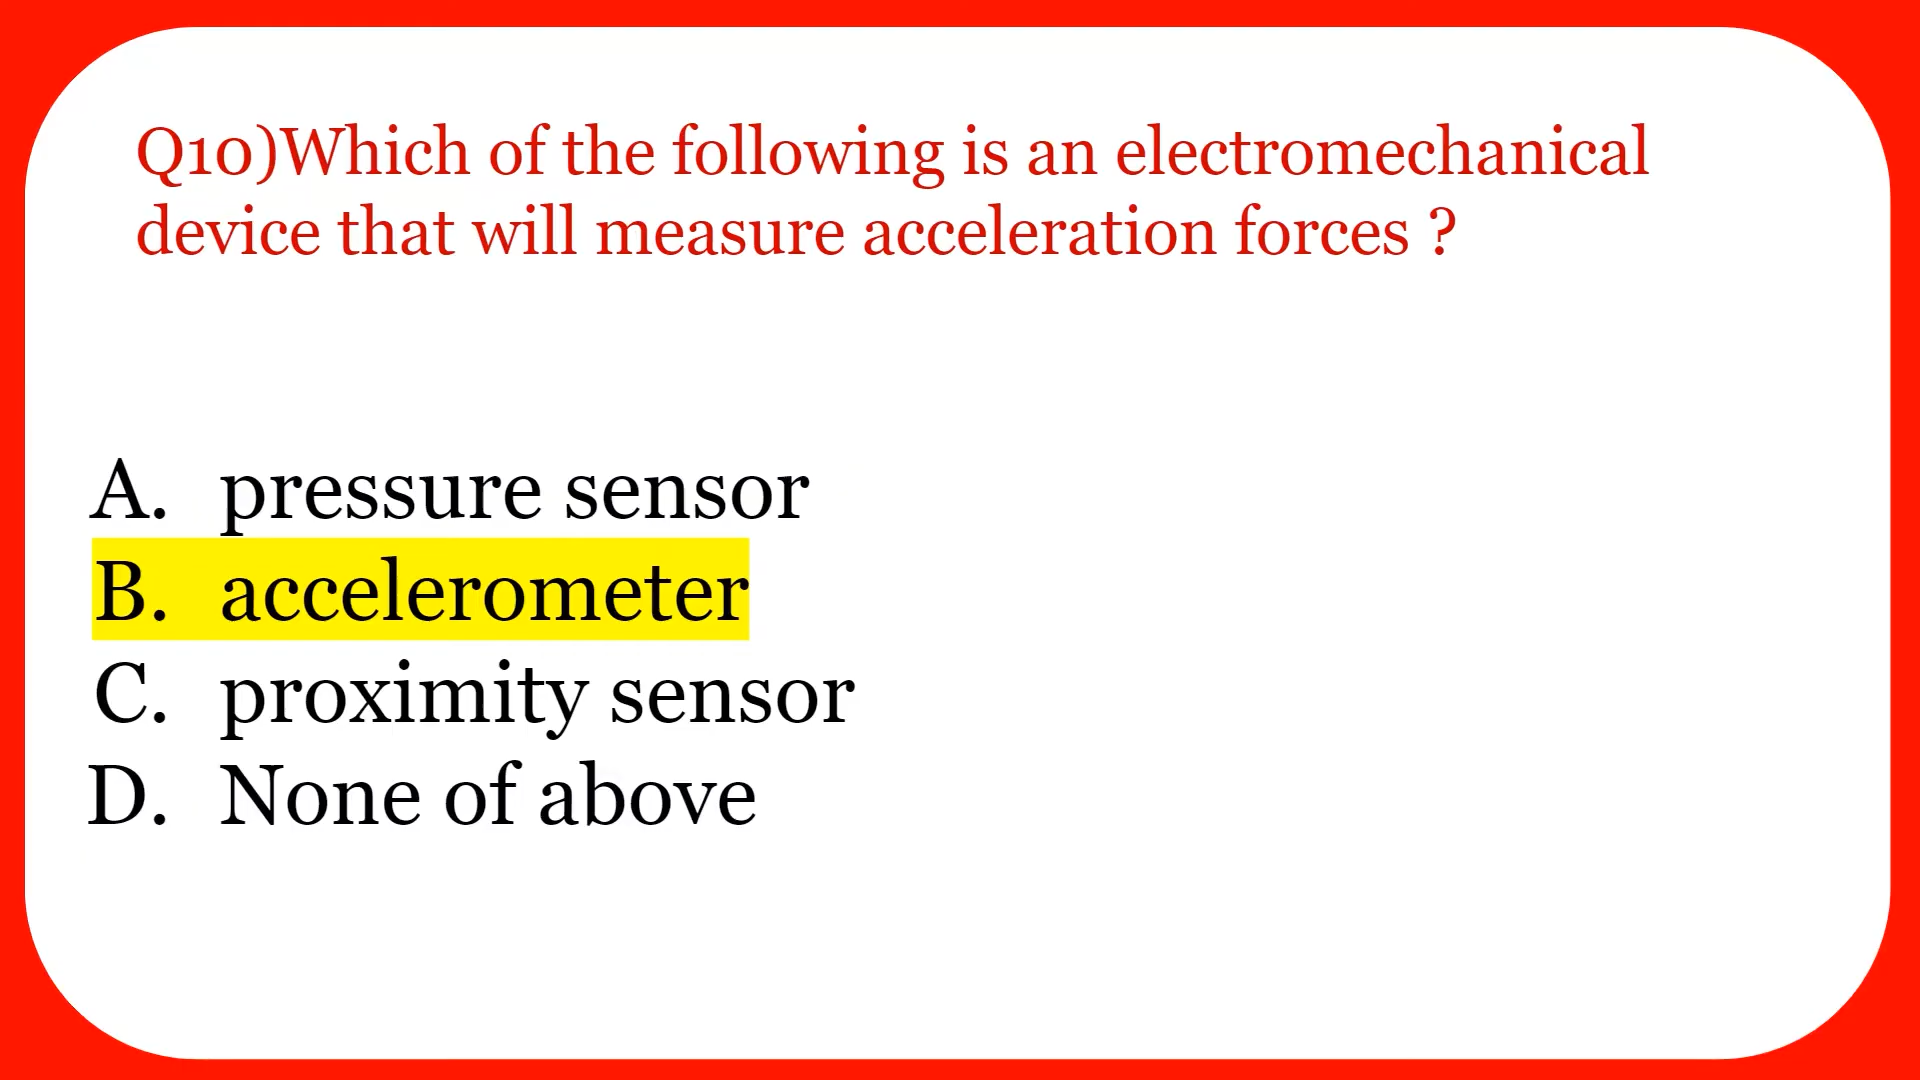 Q10)Which of the following is an electromechanical
device that will measure acceleration forces ?
A. pressure sensor
B. accelerometer
C. proximity sensor
D. None of above